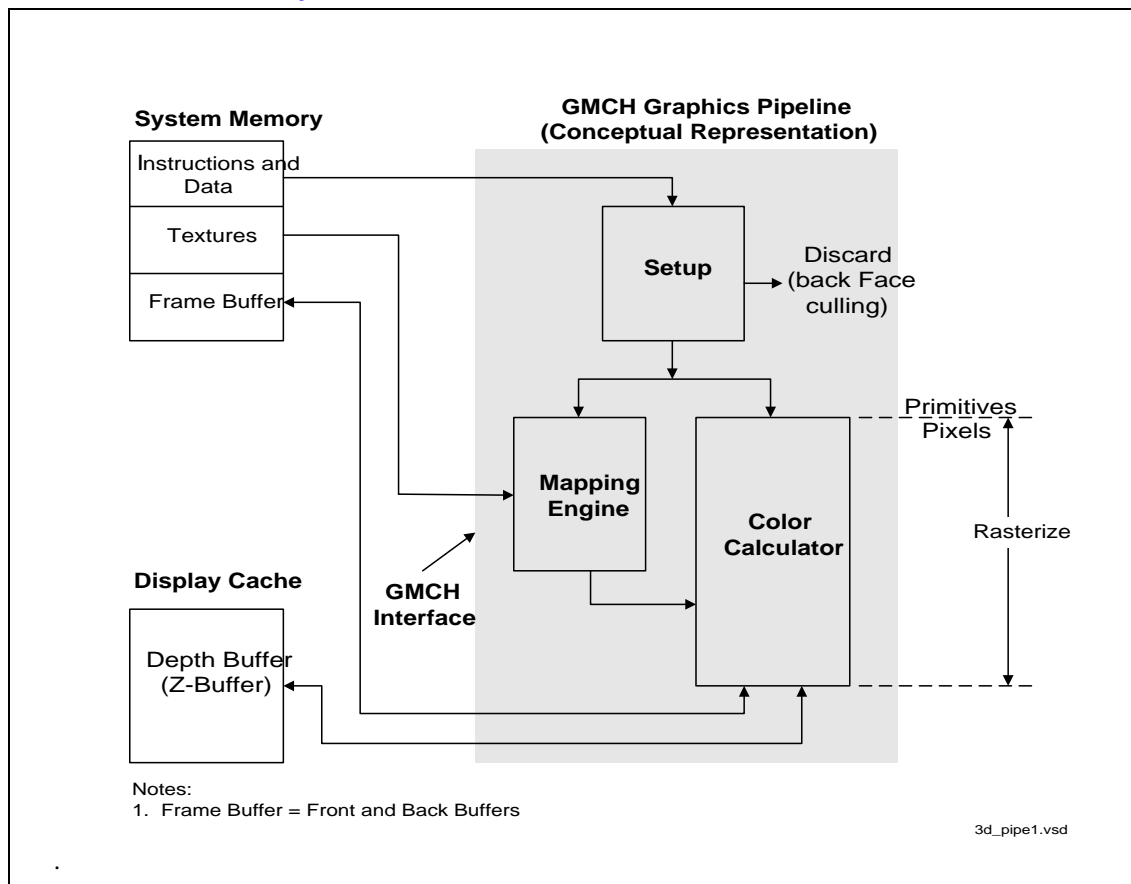 System Memory
Instructions and
Data
Textures
Frame Buffer
GMCH Graphics Pipeline
(Conceptual Representation)
Setup
Discard
(back Face
culling)
Primitives
Pixels
Mapping
Engine
Color
Calculator
Rasterize
GMCH
Interface
Display Cache
Depth Buffer
(Z-Buffer)
Notes:
1. Frame Buffer = Front and Back Buffers
3d_pipe1.vsd
.